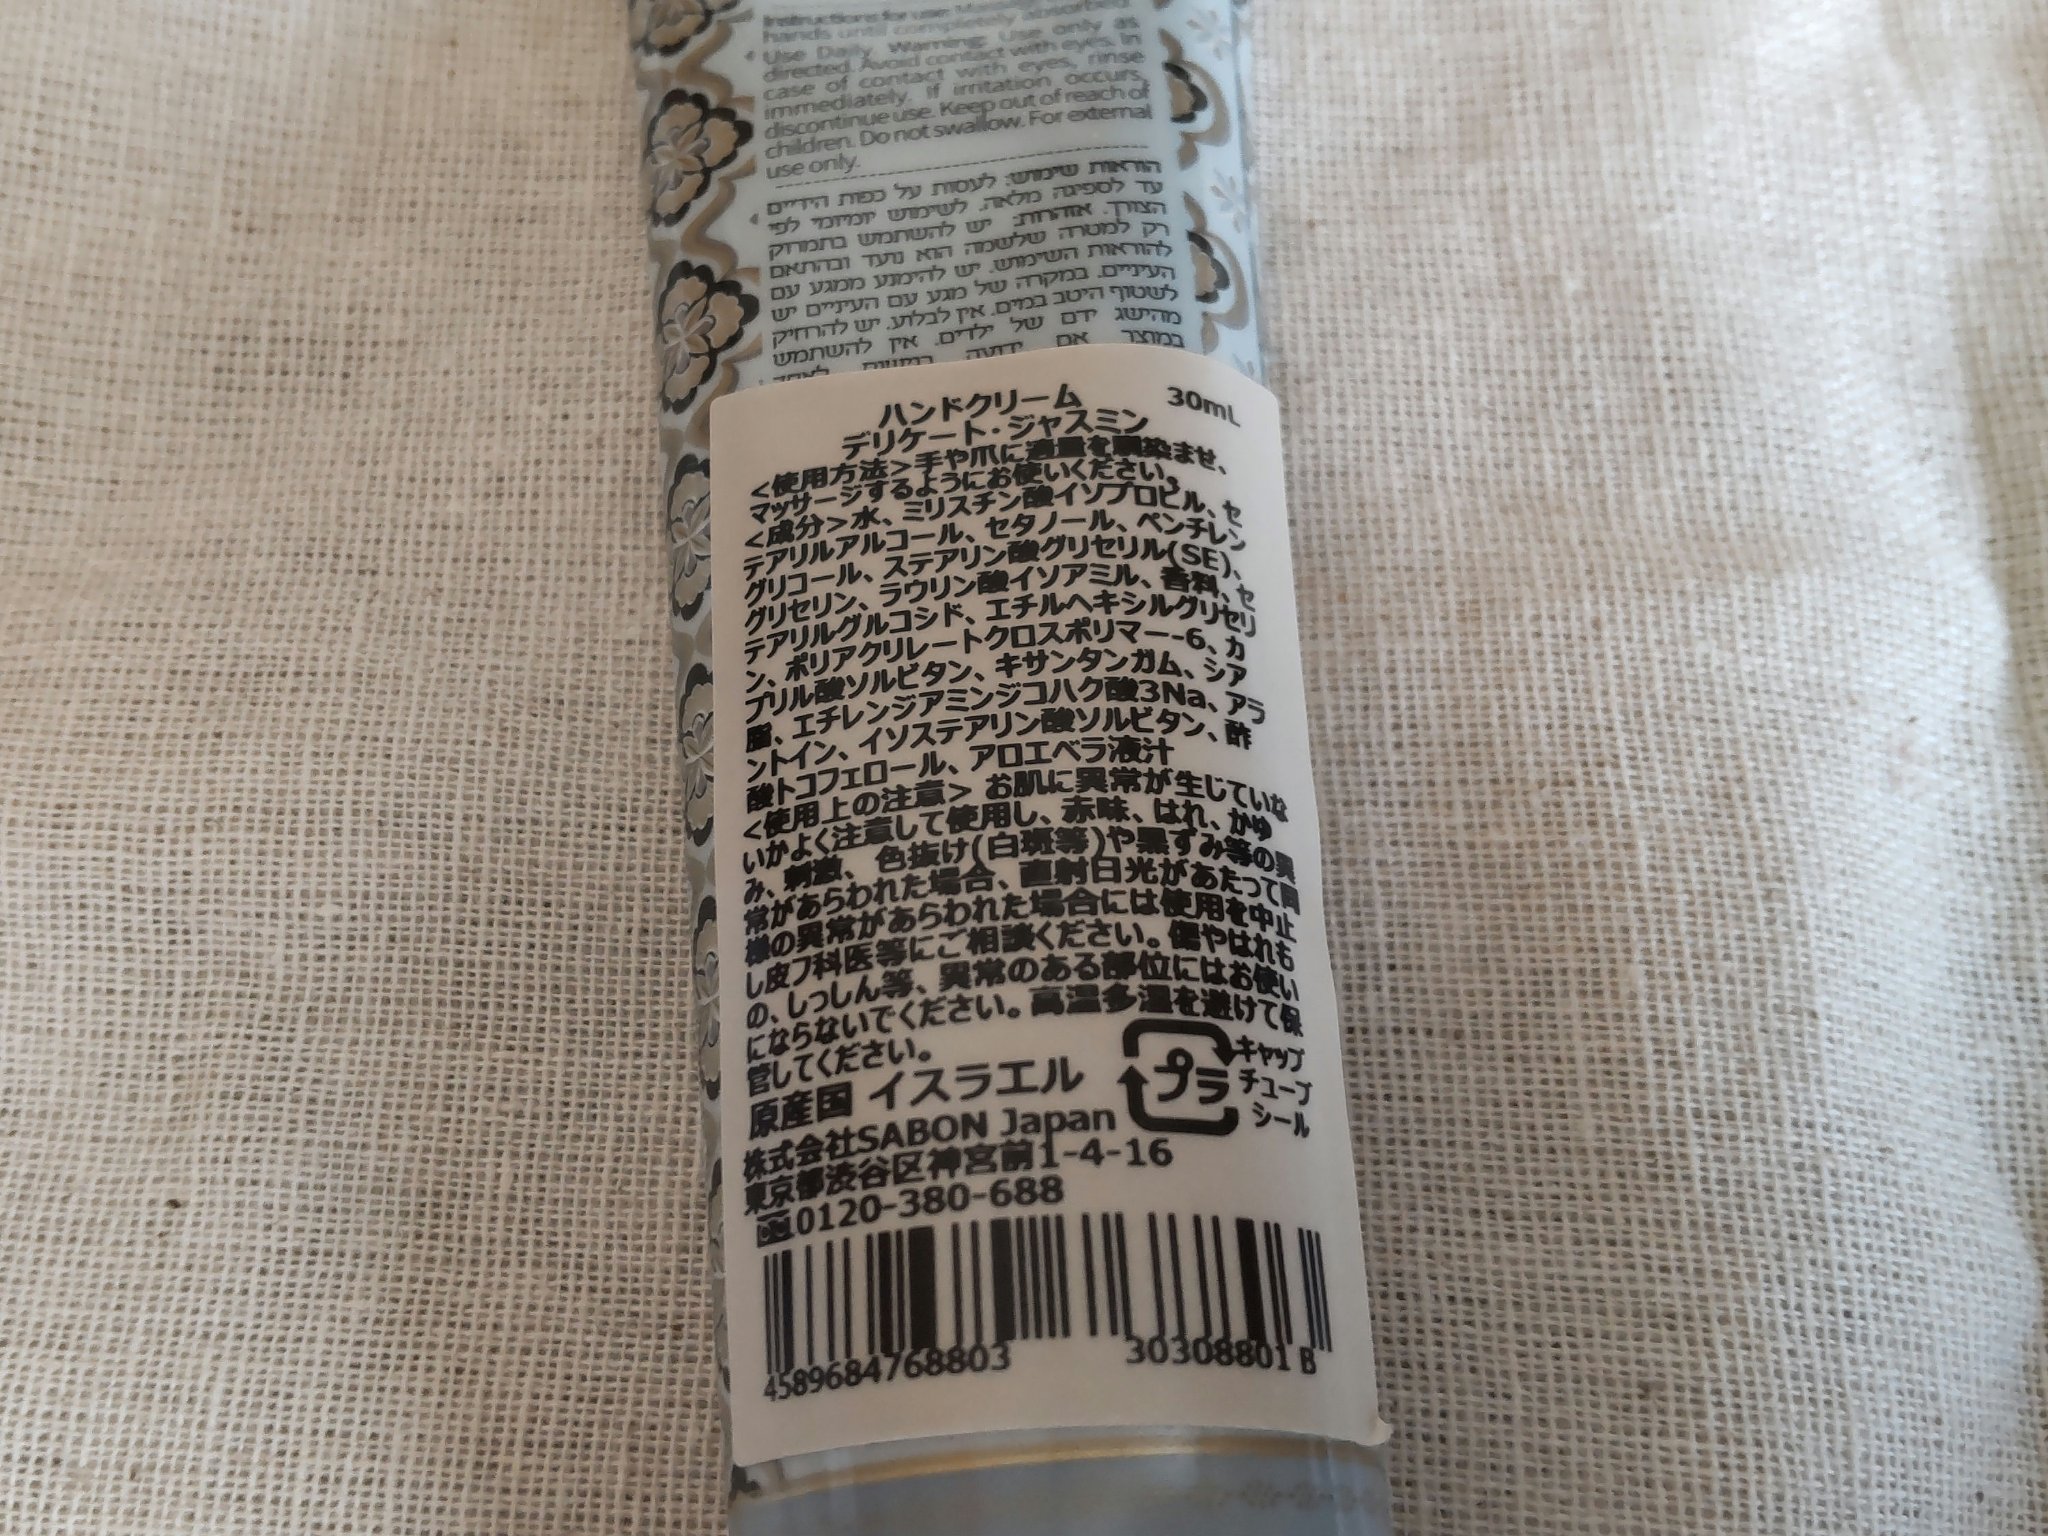 Instructions for use:
hands until completely absorbed.
Use Daily. Warning: Use only as
directed. Avoid contact with eyes. In
case of contact with eyes, rinse
immediately. If irritation occurs,
discontinue use. Keep out of reach of
children. Do not swallow. For external
use only.
הוראות שימוש: לעסות על כפות הידיים
עד לספיגה מלאה. לשימוש יומיומי לפי
הצורך. אזהרות: יש להשתמש בתמרוק
רק למטרה שלשמה הוא נועד ובהתאם
להוראות השימוש. יש להימנע ממגע עם
העיניים. במקרה של מגע עם העיניים יש
לשטוף היטב במים. אין לבלוע. יש להרחיק
מהישג ידם של ילדים. אין להשתמש
במוצר אם ידועה
ハンドクリーム 30mL
デリケート・ジャスミン
<使用方法>手や爪に適量を馴染ませ、
マッサージするようにお使いください。
<成分>水、ミリスチン酸イソプロピル、セ
テアリルアルコール、セタノール、ペンチレン
グリコール、ステアリン酸グリセリル(SE)、
グリセリン、ラウリン酸イソアミル、香料、セ
テアリルグルコシド、エチルヘキシルグリセリ
ン、ポリアクリレートクロスポリマー-6、カ
プリル酸ソルビタン、キサンタンガム、シア
脂、エチレンジアミンジコハク酸3Na、アラ
ントイン、イソステアリン酸ソルビタン、酢
酸トコフェロール、アロエベラ液汁
<使用上の注意> お肌に異常が生じていな
いかよく注意して使用し、赤味、はれ、かゆ
み、刺激、色抜け(白斑等)や黒ずみ等の異
常があらわれた場合、直射日光があたって同
様の異常があらわれた場合には使用を中止
し皮フ科医等にご相談ください。傷やはれも
の、しっしん等、異常のある部位にはお使い
にならないでください。高温多湿を避けて保
管してください。
原産国 イスラエル
株式会社SABON Japan
東京都渋谷区神宮前1-4-16
0120-380-688
プラ
キャップ
チューブ
シール
4589684768803 30308801 B